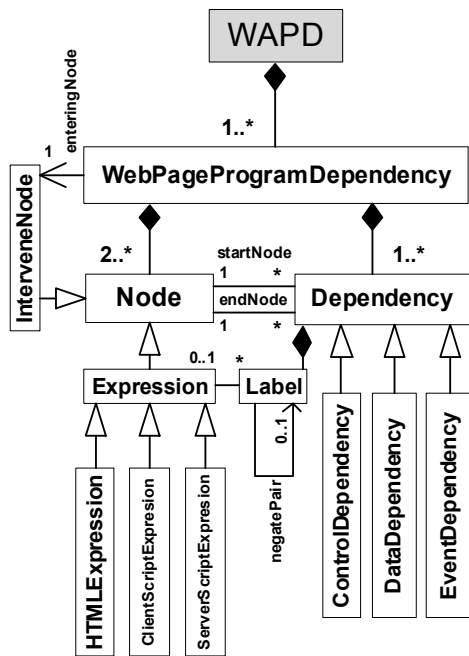 WAPD
enteringNode
1
1..*
WebPageProgramDependency
InterveneNode
2..*
startNode
1..*
1
*
Node
endNode
Dependency
1
*
0..1
*
Expression
Label
0..1
negatePair
HTMLExpression
ClientScriptExpresion
ServerScriptExpresion
ControlDependency
DataDependency
EventDependency